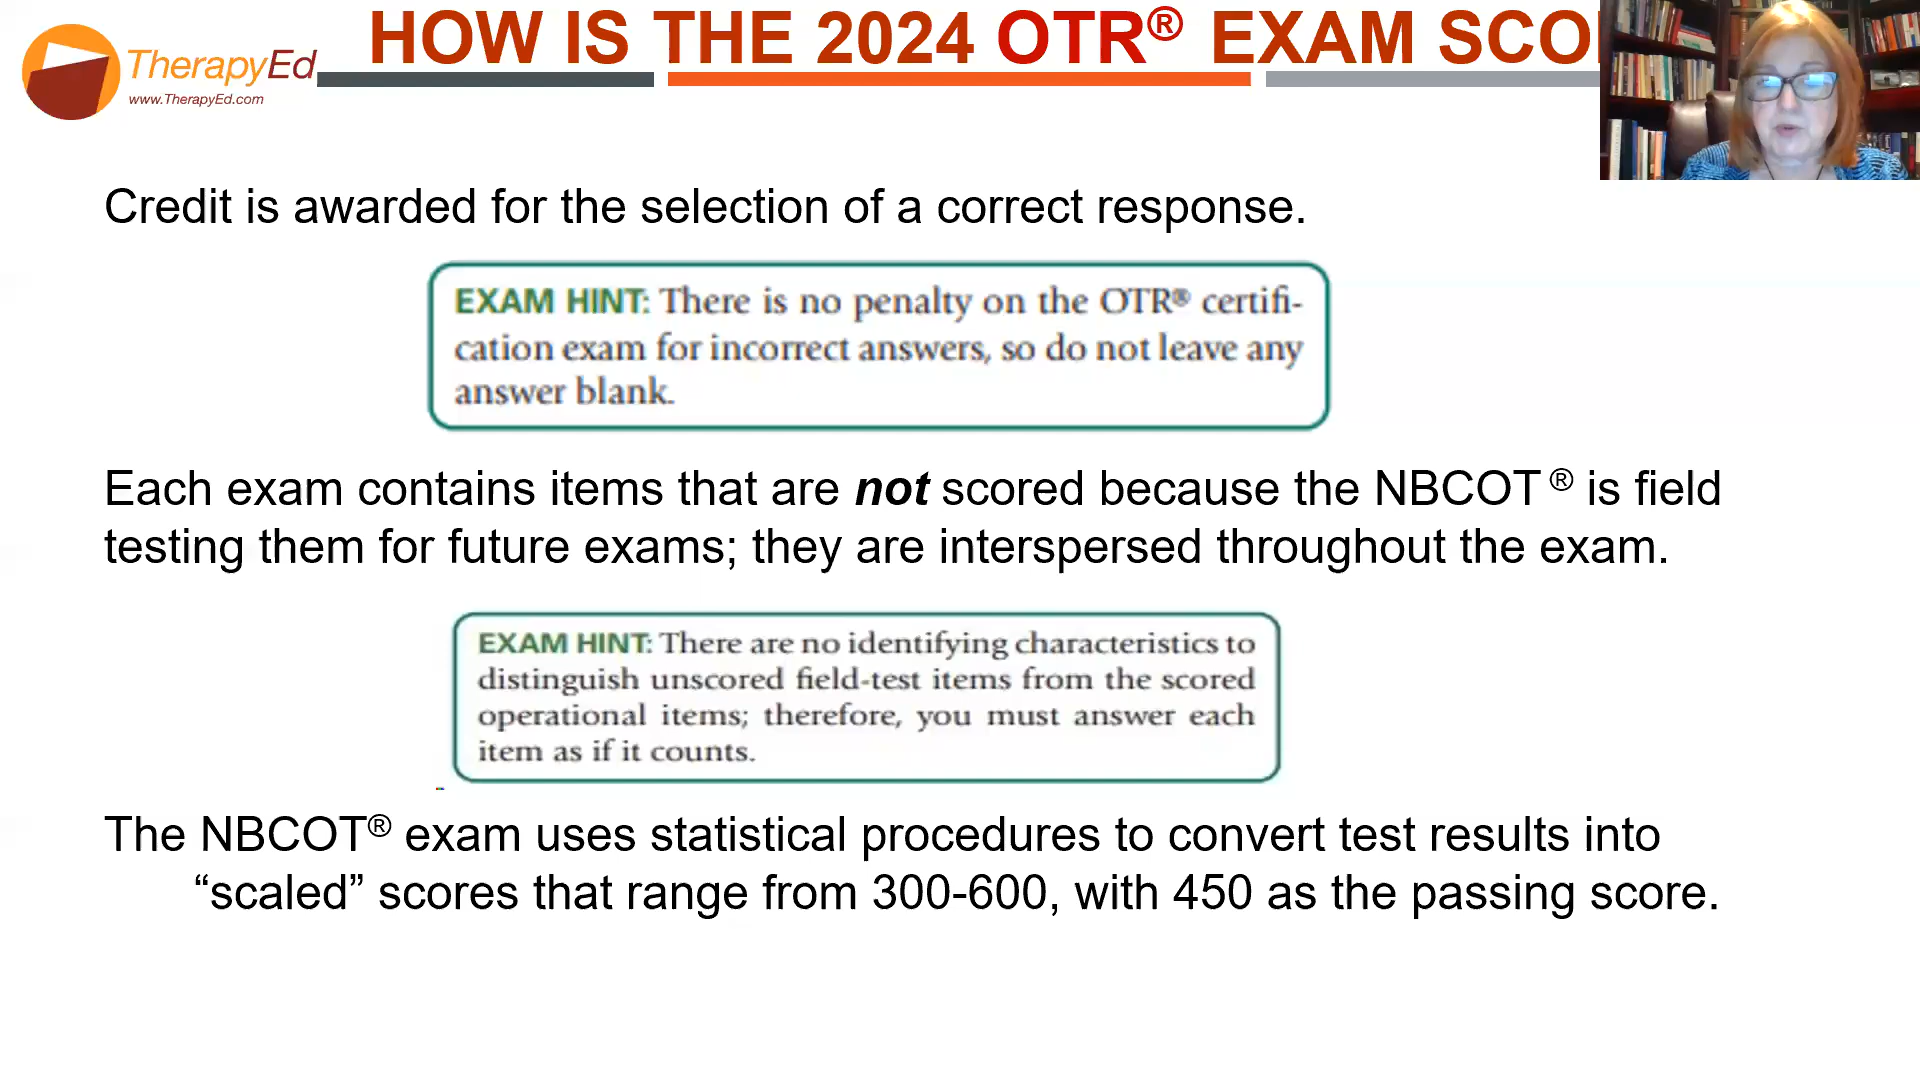 TherapyEd
www.TherapyEd.com
HOW IS THE 2024 OTR® EXAM SCO
Credit is awarded for the selection of a correct response.
EXAM HINT: There is no penalty on the OTR® certifi-
cation exam for incorrect answers, so do not leave any
answer blank.
Each exam contains items that are not scored because the NBCOT ® is field
testing them for future exams; they are interspersed throughout the exam.
EXAM HINT: There are no identifying characteristics to
distinguish unscored field-test items from the scored
operational items; therefore, you must answer each
item as if it counts.
The NBCOT® exam uses statistical procedures to convert test results into
“scaled” scores that range from 300-600, with 450 as the passing score.